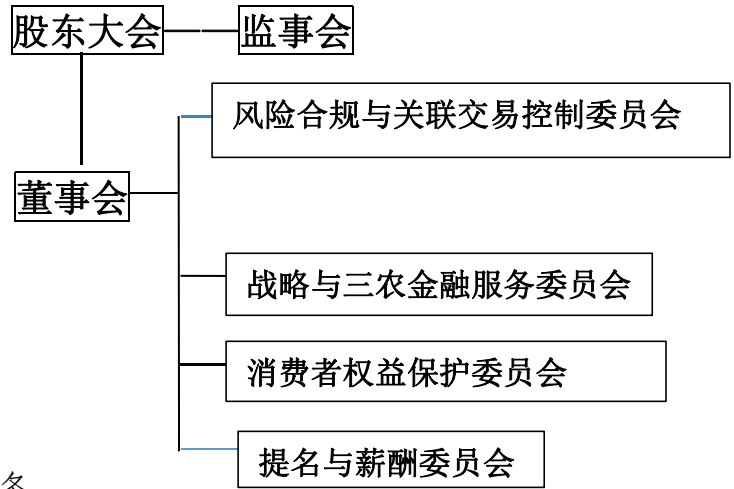 股东大会
监事会
风险合规与关联交易控制委员会
董事会
战略与三农金融服务委员会
消费者权益保护委员会
提名与薪酬委员会